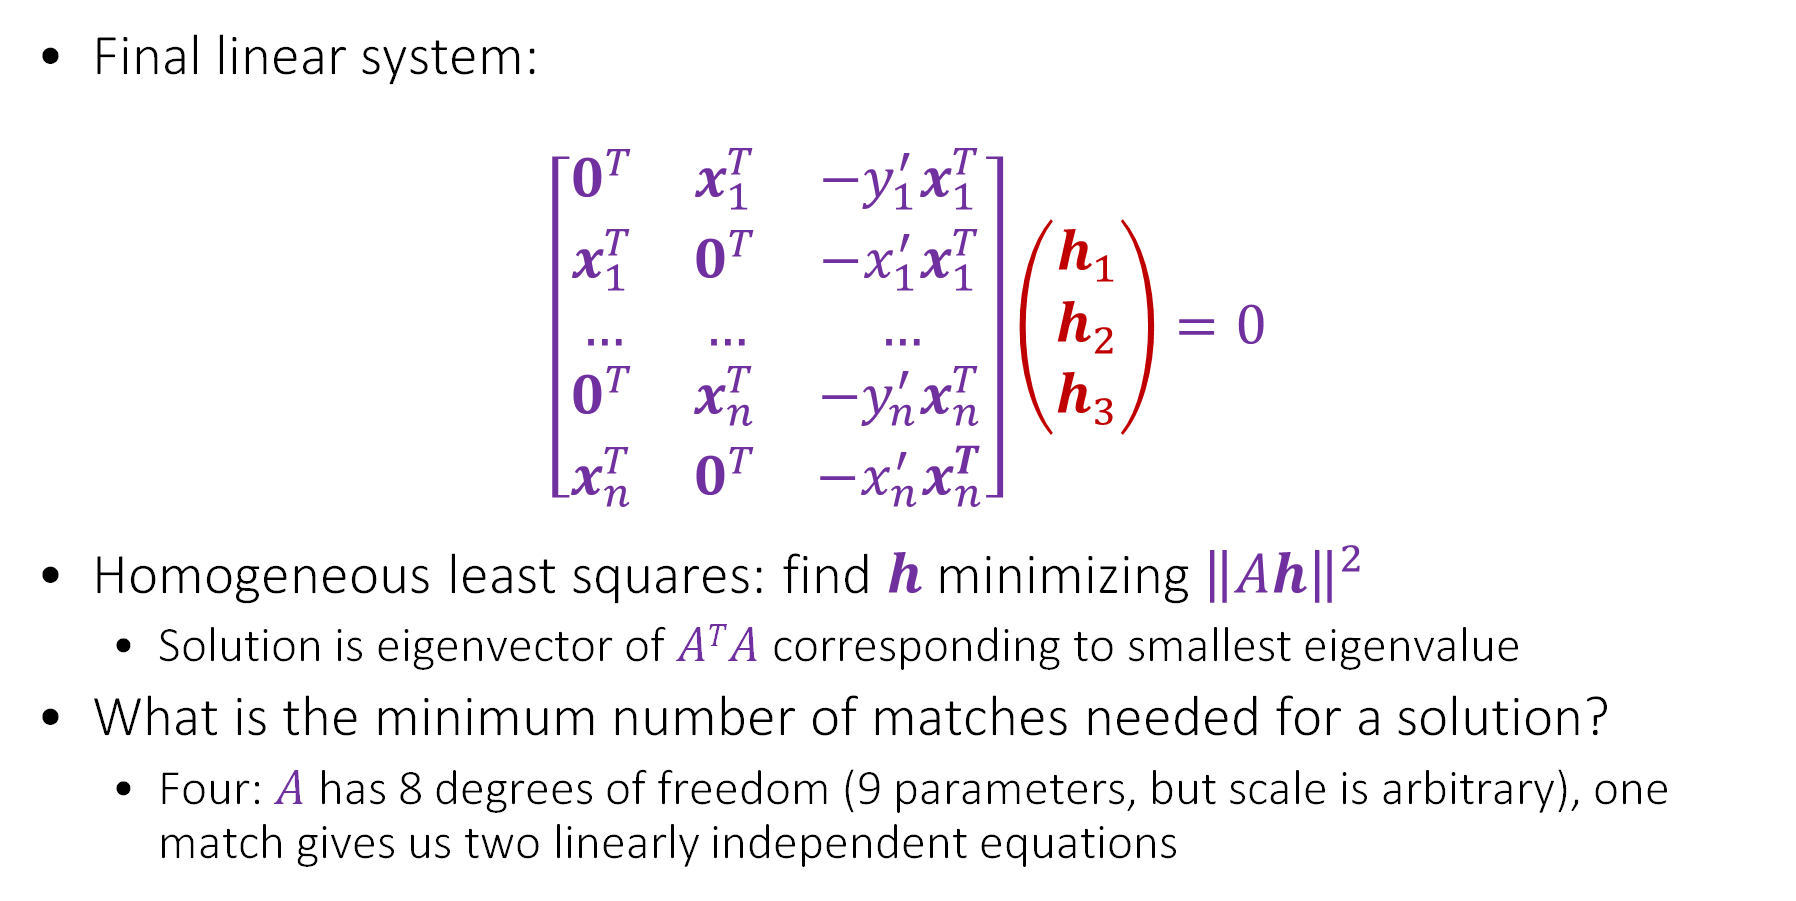 • Final linear system:
[0^T x_1^T −y′_1 x_1^T
x_1^T 0^T −x′_1 x_1^T
… … …
0^T x_n^T −y′_n x_n^T
x_n^T 0^T −x′_n x_n^T] (h_1 h_2 h_3) = 0
• Homogeneous least squares: find h minimizing ‖Ah‖²
• Solution is eigenvector of A^T A corresponding to smallest eigenvalue
• What is the minimum number of matches needed for a solution?
• Four: A has 8 degrees of freedom (9 parameters, but scale is arbitrary), one
match gives us two linearly independent equations